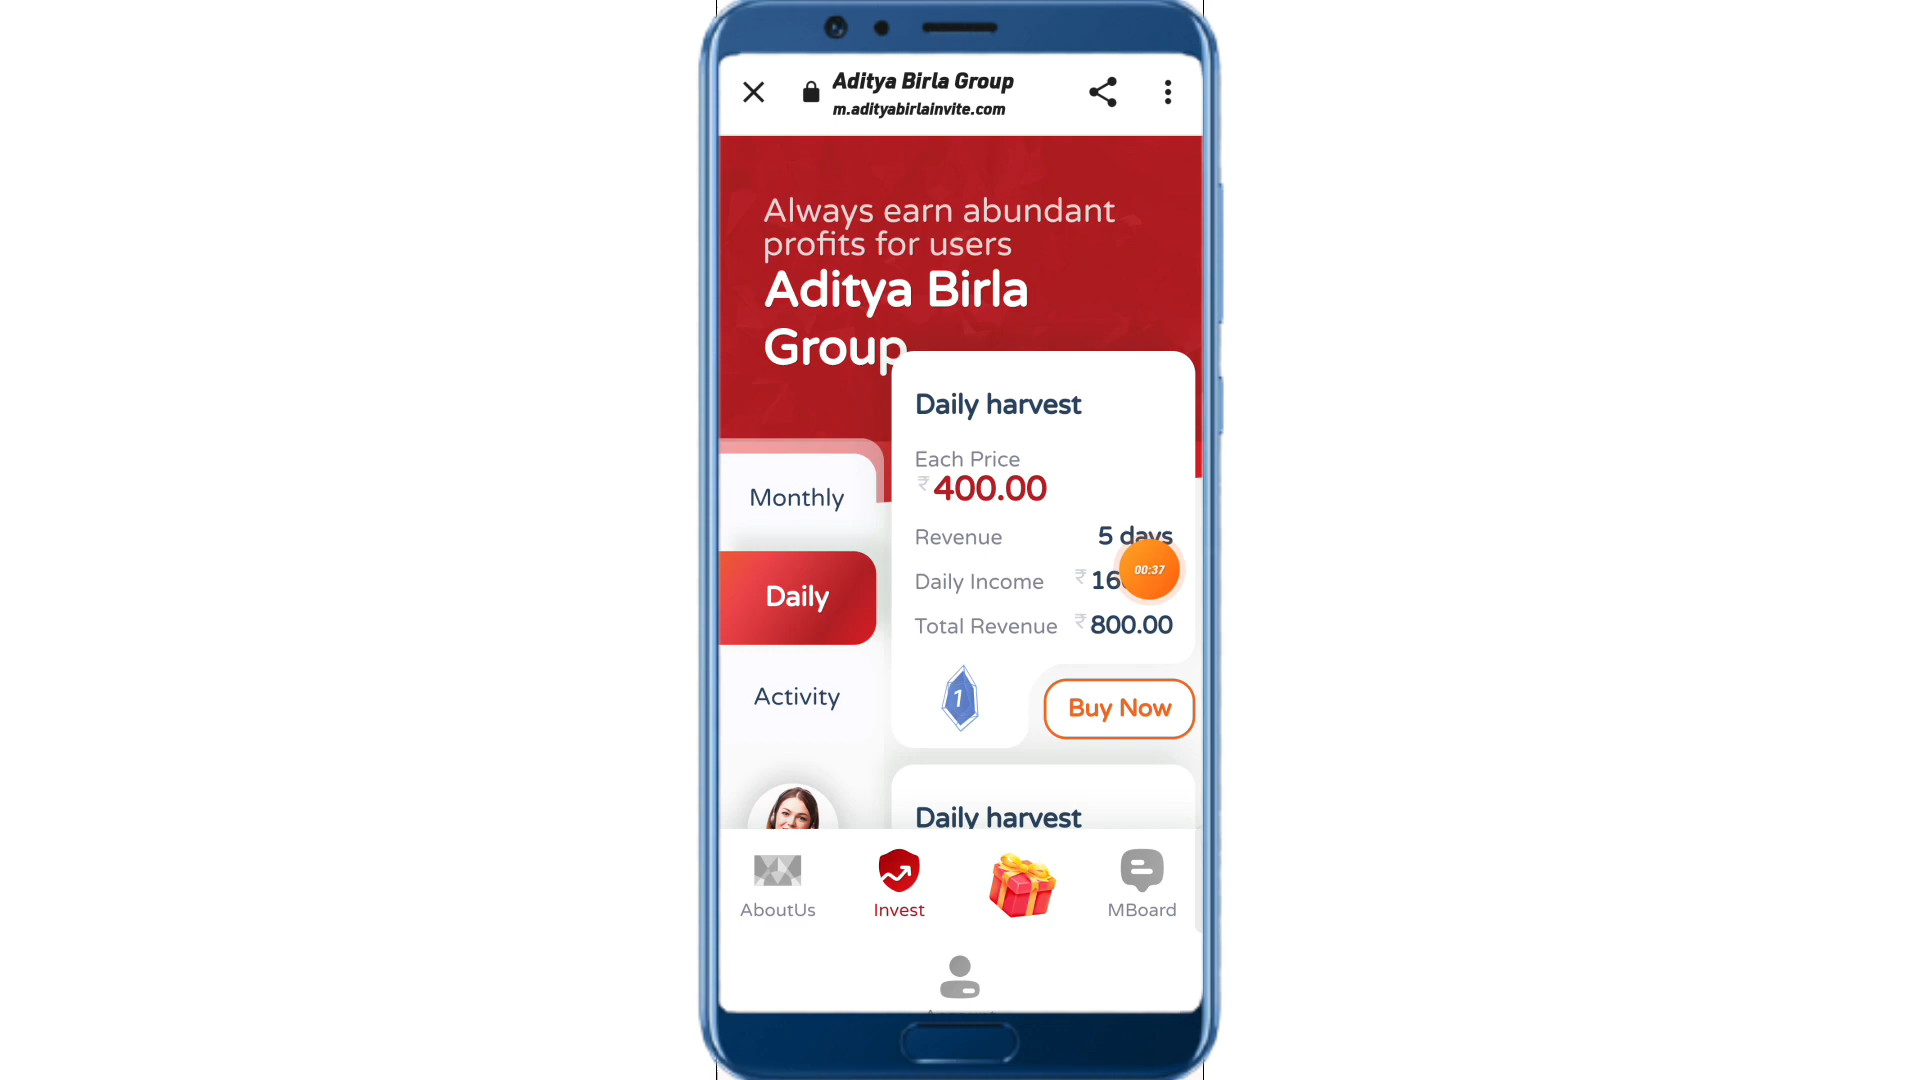 Aditya Birla Group
m.adityabirlainvite.com
Always earn abundant
profits for users
Aditya Birla
Group
Daily harvest
Each Price
₹400.00
Monthly
Revenue 5 days
Daily
Daily Income ₹16
00:37
Total Revenue ₹800.00
Activity
1
Buy Now
Daily harvest
AboutUs
Invest
MBoard